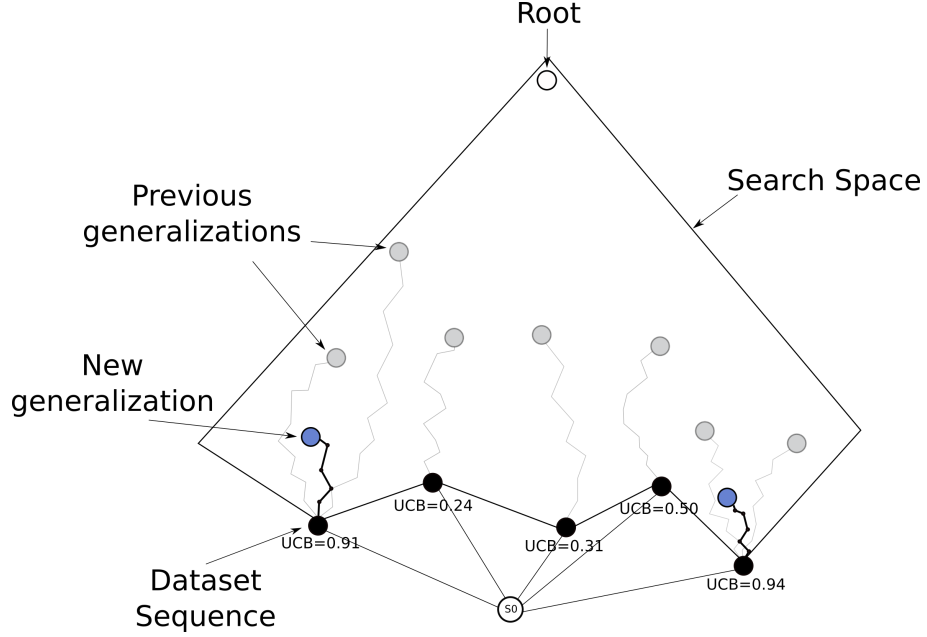 Root
Search Space
Previous
generalizations
New
generalization
UCB=0.24
UCB=0.50
UCB=0.91
UCB=0.31
UCB=0.94
Dataset
Sequence
S0